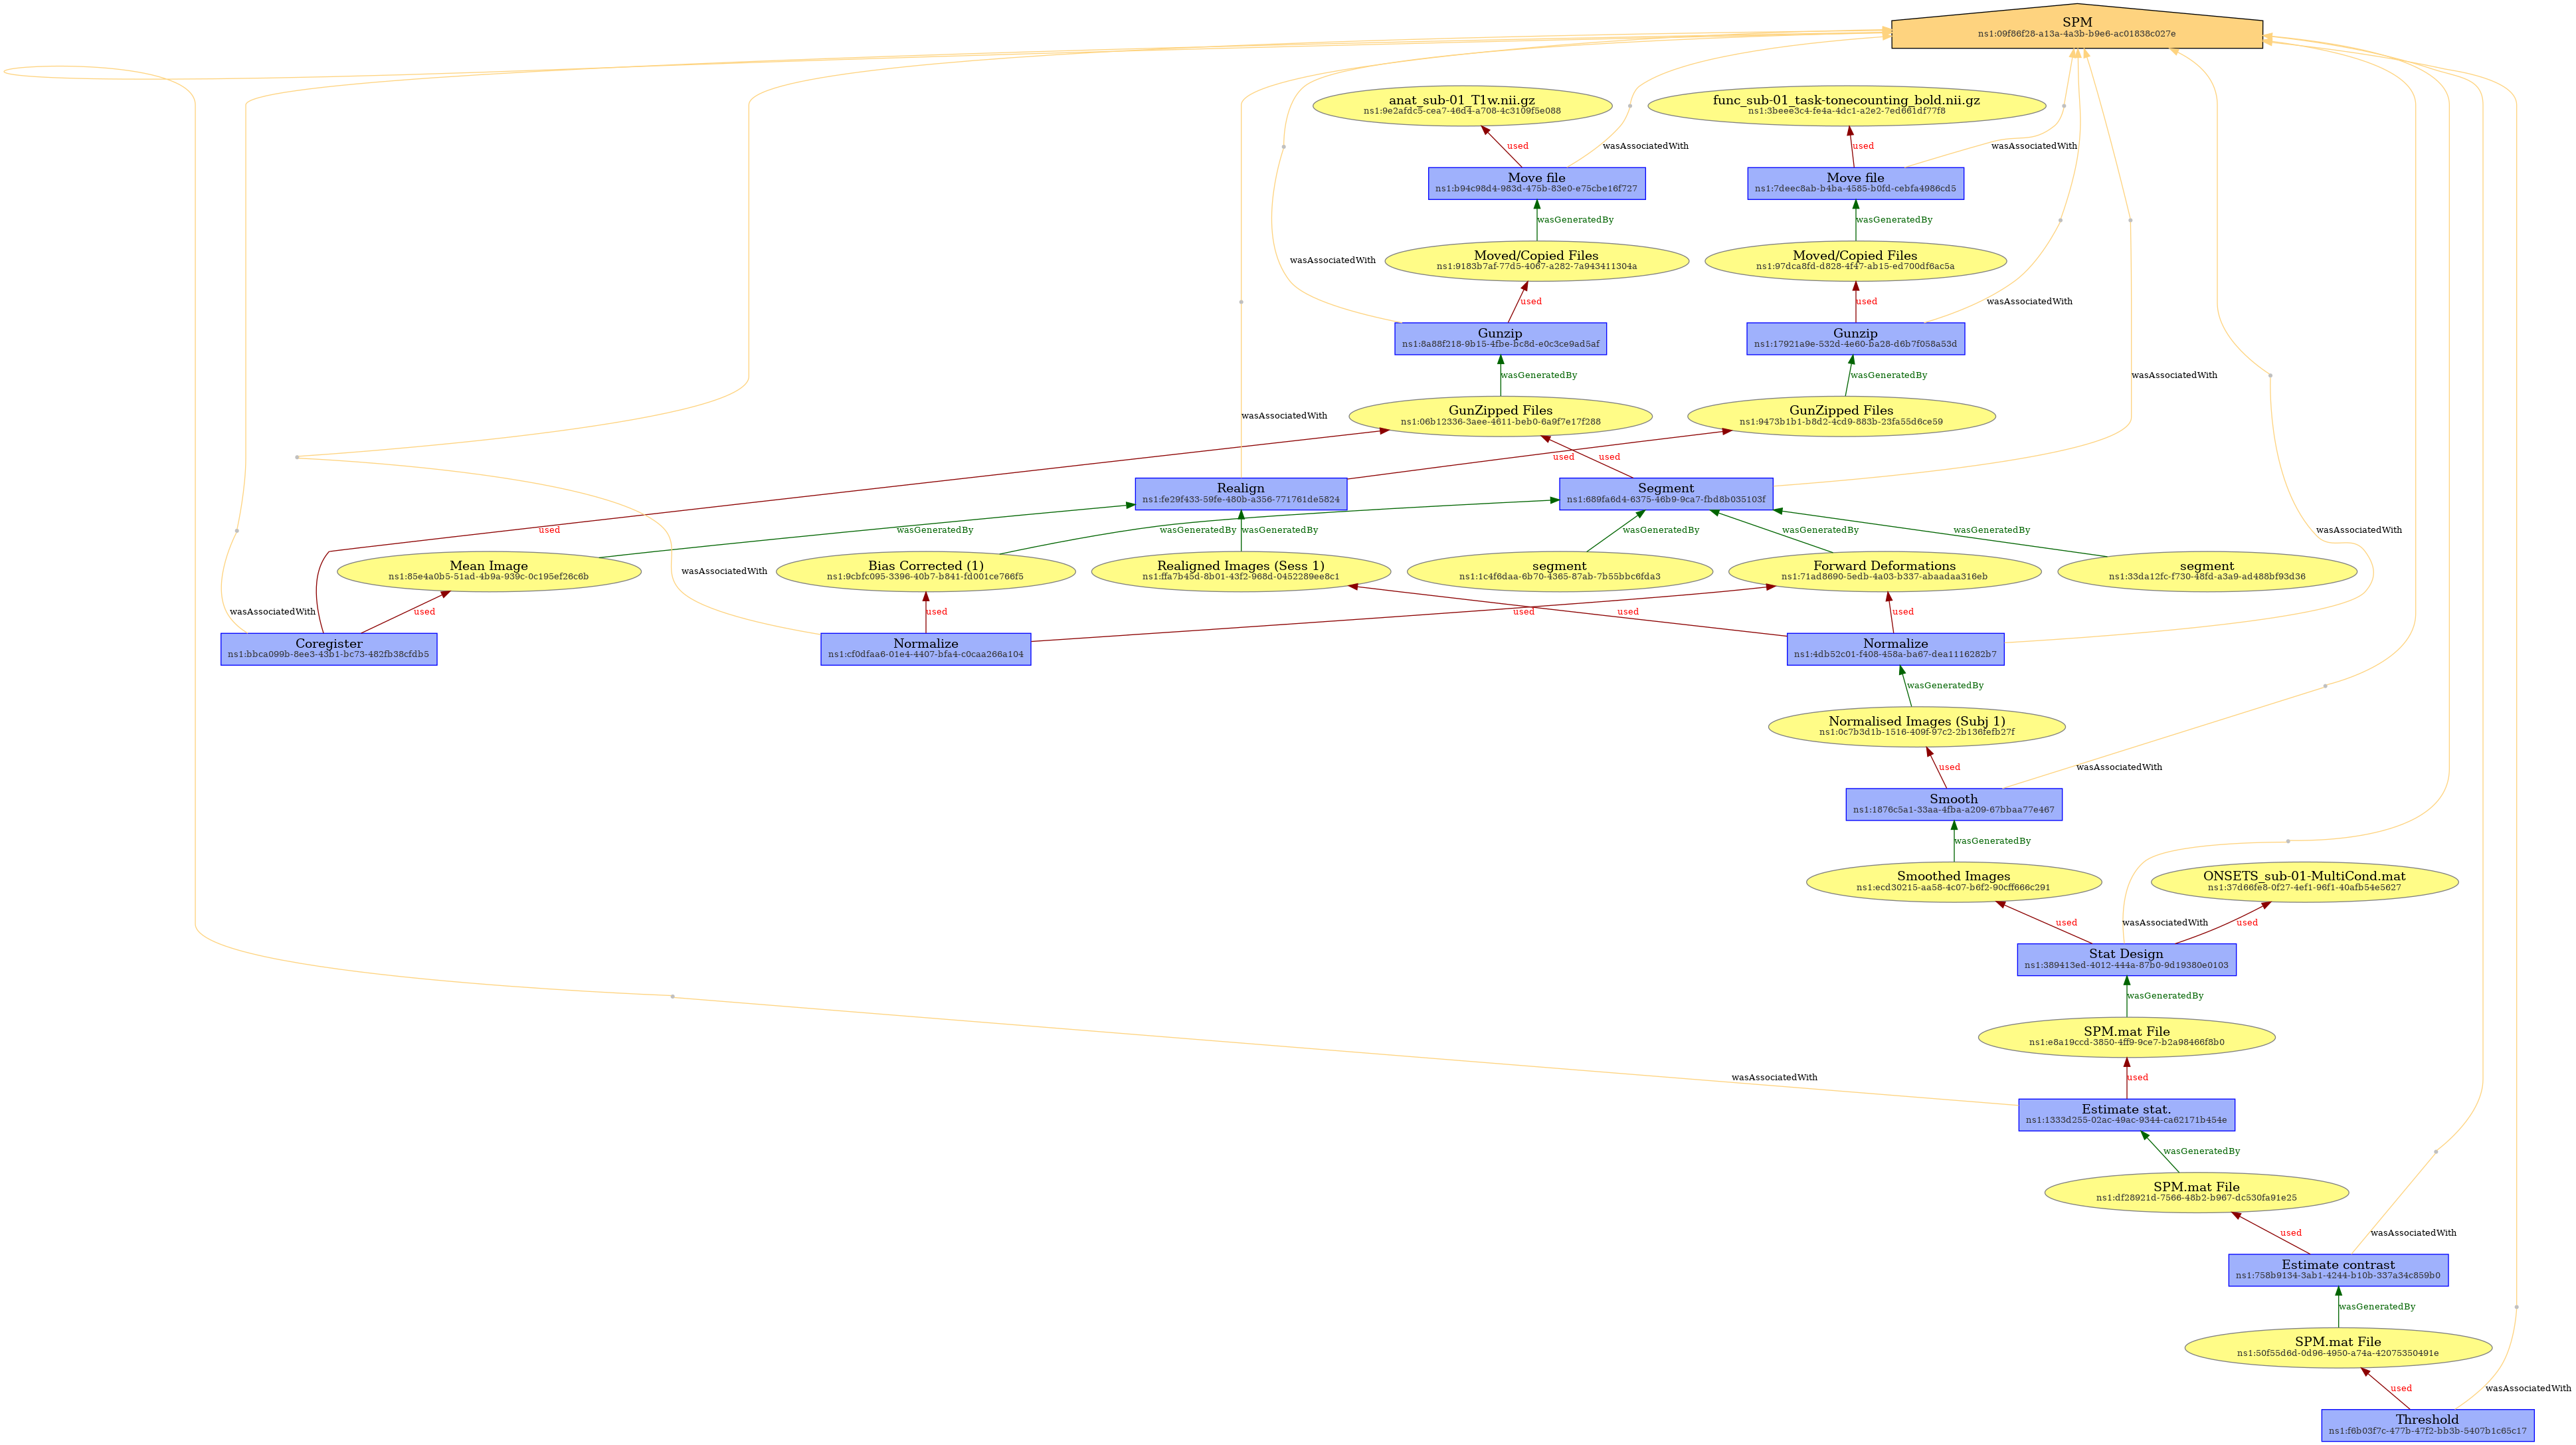 SPM
ns1:09f86f28-a13a-4a3b-b9e6-ac01838c027e
anat_sub-01_T1w.nii.gz
ns1:9e2afdc5-cea7-46d4-a708-4c3109f5e088
func_sub-01_task-tonecounting_bold.nii.gz
ns1:3beee3c4-fe4a-4dc1-a2e2-7ed661df77f8
used
wasAssociatedWith
used
wasAssociatedWith
Move file
ns1:b94c98d4-983d-475b-83e0-e75cbe16f727
Move file
ns1:7deec8ab-b4ba-4585-b0fd-cebfa4986cd5
wasGeneratedBy
wasGeneratedBy
Moved/Copied Files
ns1:9183b7af-77d5-4067-a282-7a943411304a
Moved/Copied Files
ns1:97dca8fd-d828-4f47-ab15-ed700df6ac5a
wasAssociatedWith
used
used
wasAssociatedWith
Gunzip
ns1:8a88f218-9b15-4fbe-bc8d-e0c3ce9ad5af
Gunzip
ns1:17921a9e-532d-4e60-ba28-d6b7f058a53d
wasGeneratedBy
wasGeneratedBy
wasAssociatedWith
GunZipped Files
ns1:06b12336-3aee-4611-beb0-6a9f7e17f288
GunZipped Files
ns1:9473b1b1-b8d2-4cd9-883b-23fa55d6ce59
wasAssociatedWith
used
used
Realign
ns1:fe29f433-59fe-480b-a356-771761de5824
Segment
ns1:689fa6d4-6375-46b9-9ca7-fbd8b035103f
used
wasGeneratedBy
wasGeneratedBy
wasGeneratedBy
wasGeneratedBy
wasGeneratedBy
wasGeneratedBy
wasAssociatedWith
Mean Image
ns1:85e4a0b5-51ad-4b9a-939c-0c195ef26c6b
wasAssociatedWith
Bias Corrected (1)
ns1:9cbfc095-3396-40b7-b841-fd001ce766f5
Realigned Images (Sess 1)
ns1:ffa7b45d-8b01-43f2-968d-0452289ee8c1
segment
ns1:1c4f6daa-6b70-4365-87ab-7b55bbc6fda3
Forward Deformations
ns1:71ad8690-5edb-4a03-b337-abaadaa316eb
segment
ns1:33da12fc-f730-48fd-a3a9-ad488bf93d36
wasAssociatedWith
used
used
used
used
used
Coregister
ns1:bbca099b-8ee3-43b1-bc73-482fb38cfdb5
Normalize
ns1:cf0dfaa6-01e4-4407-bfa4-c0caa266a104
Normalize
ns1:4db52c01-f408-458a-ba67-dea1116282b7
wasGeneratedBy
Normalised Images (Subj 1)
ns1:0c7b3d1b-1516-409f-97c2-2b136fefb27f
used
wasAssociatedWith
Smooth
ns1:1876c5a1-33aa-4fba-a209-67bbaa77e467
wasGeneratedBy
Smoothed Images
ns1:ecd30215-aa58-4c07-b6f2-90cff666c291
ONSETS_sub-01-MultiCond.mat
ns1:37d66fe8-0f27-4ef1-96f1-40afb54e5627
used
wasAssociatedWith
used
Stat Design
ns1:389413ed-4012-444a-87b0-9d19380e0103
wasGeneratedBy
SPM.mat File
ns1:e8a19ccd-3850-4ff9-9ce7-b2a98466f8b0
wasAssociatedWith
used
Estimate stat.
ns1:1333d255-02ac-49ac-9344-ca62171b454e
wasGeneratedBy
SPM.mat File
ns1:df28921d-7566-48b2-b967-dc530fa91e25
used
wasAssociatedWith
Estimate contrast
ns1:758b9134-3ab1-4244-b10b-337a34c859b0
wasGeneratedBy
SPM.mat File
ns1:50f55d6d-0d96-4950-a74a-42075350491e
used
wasAssociatedWith
Threshold
ns1:f6b03f7c-477b-47f2-bb3b-5407b1c65c17